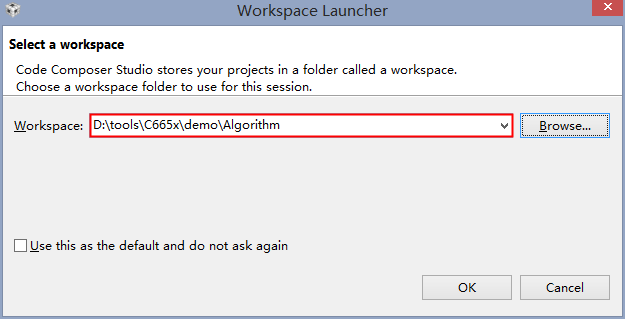 Workspace Launcher
Select a workspace
Code Composer Studio stores your projects in a folder called a workspace.
Choose a workspace folder to use for this session.
Workspace: D:\tools\C665x\demo\Algorithm Browse...
Use this as the default and do not ask again
OK Cancel